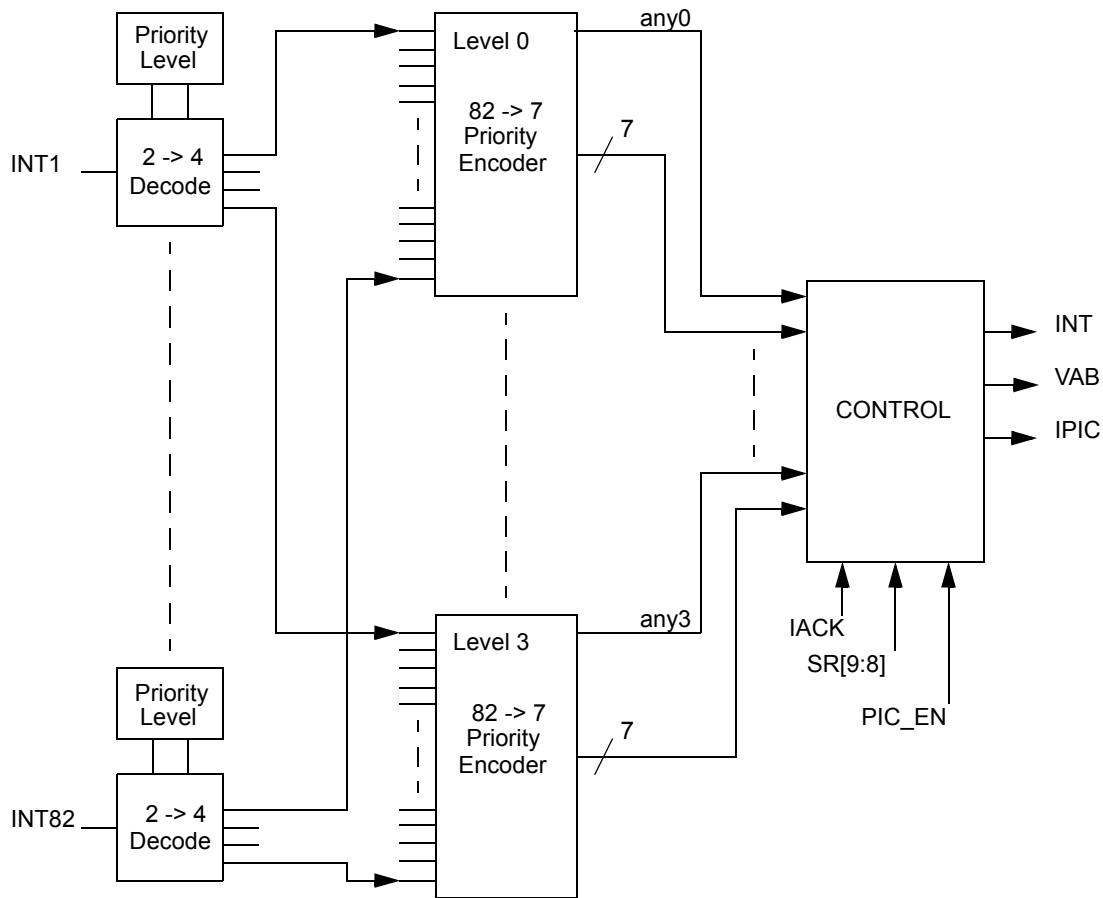 Priority
Level
INT1
2 -> 4
Decode
Level 0
82 -> 7
Priority
Encoder
any0
7
CONTROL
INT
VAB
IPIC
IACK
SR[9:8]
PIC_EN
Priority
Level
INT82
2 -> 4
Decode
Level 3
82 -> 7
Priority
Encoder
any3
7